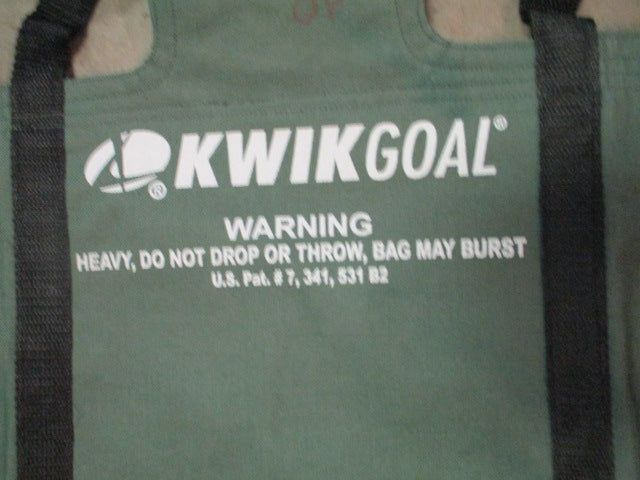 KWIKGOAL®
®
WARNING
HEAVY, DO NOT DROP OR THROW, BAG MAY BURST
U.S. Pat. # 7, 341, 531 B2